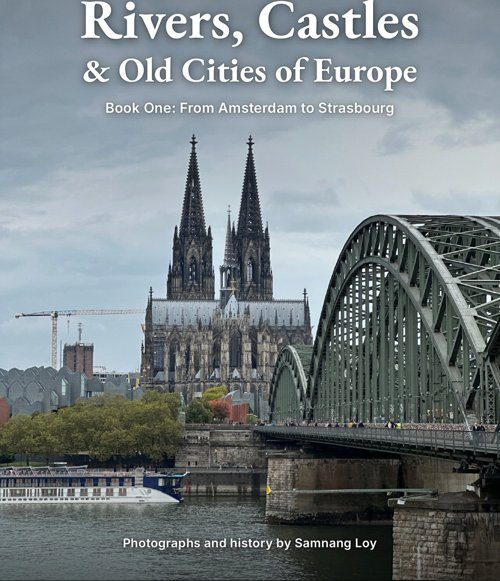 Rivers, Castles
& Old Cities of Europe
Book One: From Amsterdam to Strasbourg
Photographs and history by Samnang Loy